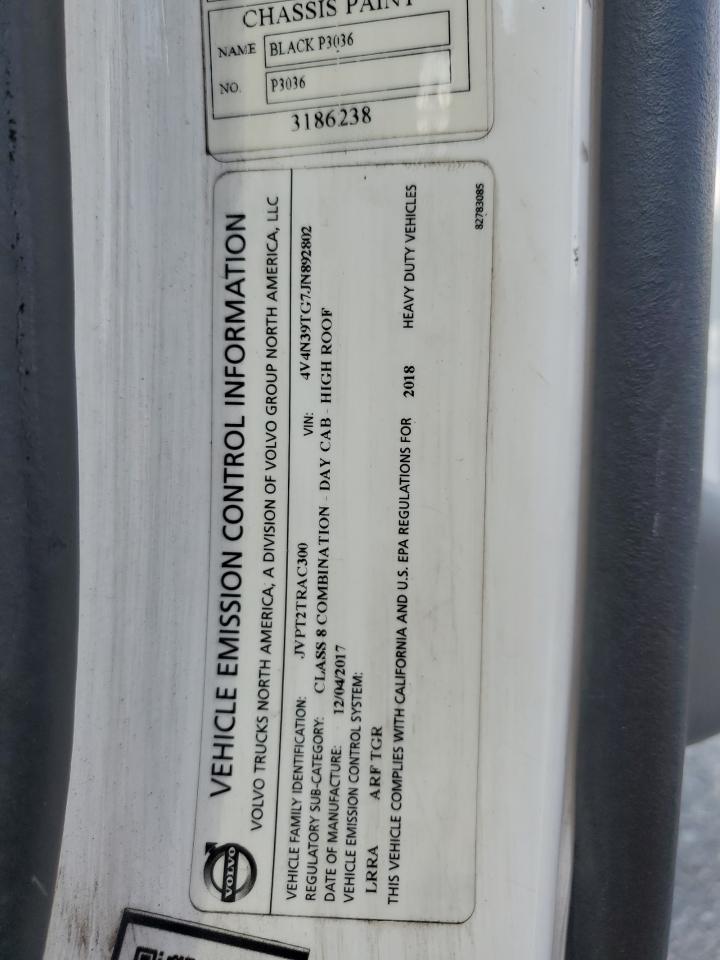 CHASSIS PAINT
NAME BLACK P3036
NO. P3036
3186238
VEHICLE EMISSION CONTROL INFORMATION
VOLVO TRUCKS NORTH AMERICA, A DIVISION OF VOLVO GROUP NORTH AMERICA, LLC
VOLVO
VEHICLE FAMILY IDENTIFICATION: JVPT2TRAC300 VIN: 4V4N39TG7JN892802
REGULATORY SUB-CATEGORY: CLASS 8 COMBINATION - DAY CAB - HIGH ROOF
DATE OF MANUFACTURE: 12/04/2017
VEHICLE EMISSION CONTROL SYSTEM:
LRRA ARF TGR
THIS VEHICLE COMPLIES WITH CALIFORNIA AND U.S. EPA REGULATIONS FOR 2018 HEAVY DUTY VEHICLES
82783085